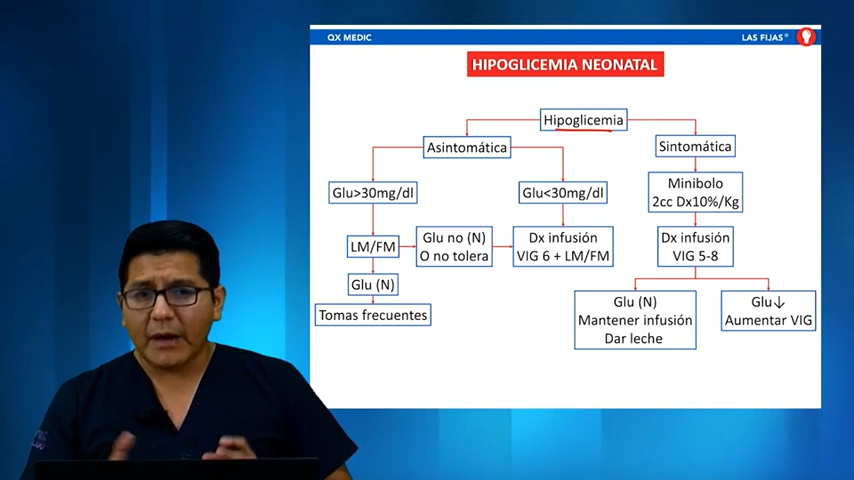 QX MEDIC
LAS FIJAS®
HIPOGLICEMIA NEONATAL
Hipoglicemia
Asintomática
Sintomática
Glu>30mg/dl
Glu<30mg/dl
Minibolo
2cc Dx10%/Kg
LM/FM
Glu no (N)
O no tolera
Dx infusión
VIG 6 + LM/FM
Dx infusión
VIG 5-8
Glu (N)
Tomas frecuentes
Glu (N)
Mantener infusión
Dar leche
Glu↓
Aumentar VIG